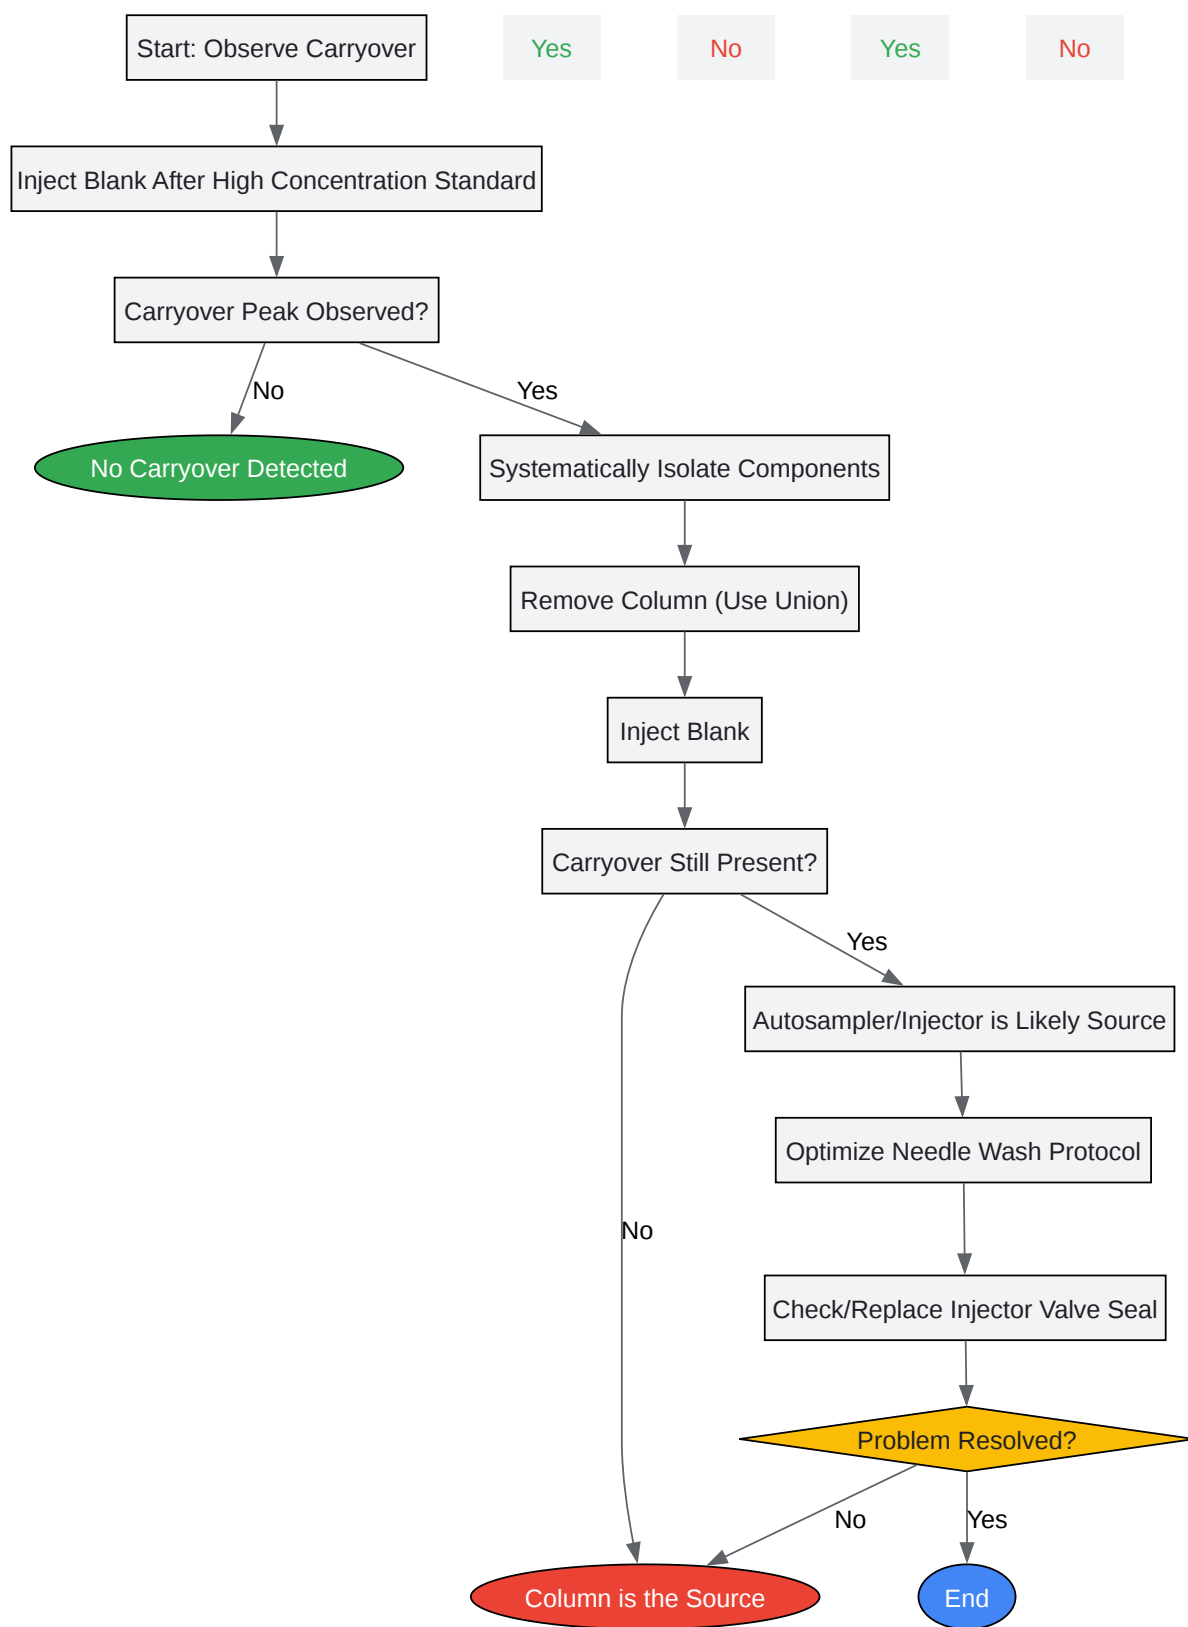 Start: Observe Carryover
Yes
No
Yes
No
Inject Blank After High Concentration Standard
Carryover Peak Observed?
No
Yes
No Carryover Detected
Systematically Isolate Components
Remove Column (Use Union)
Inject Blank
Carryover Still Present?
Yes
Autosampler/Injector is Likely Source
Optimize Needle Wash Protocol
No
Check/Replace Injector Valve Seal
Problem Resolved?
No
Yes
Column is the Source
End